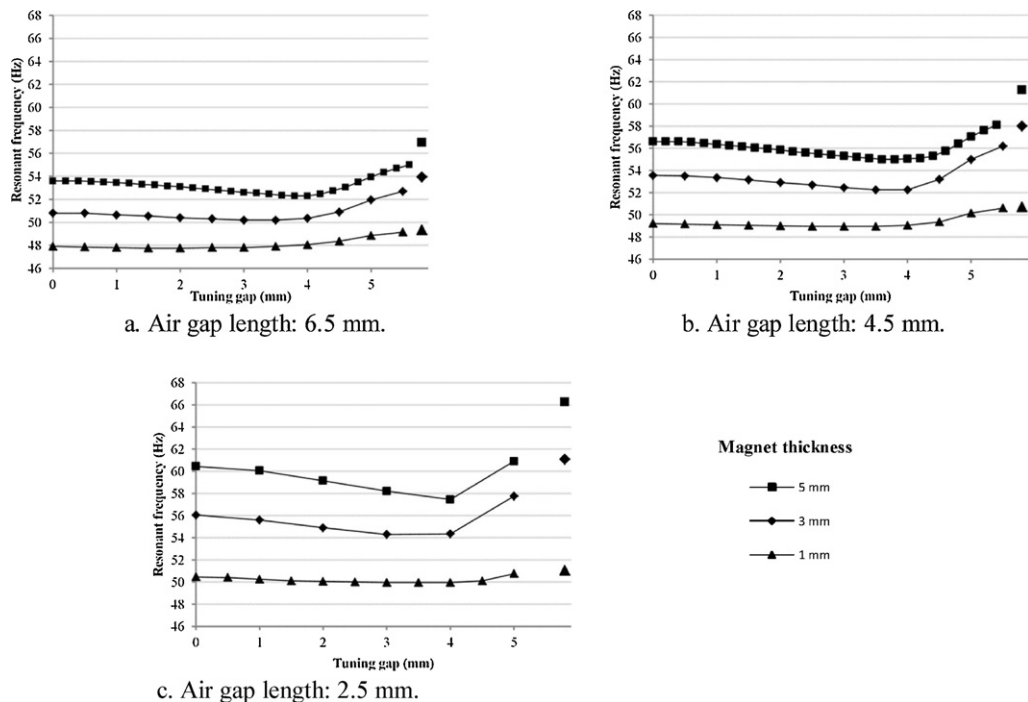 68
66
64
62
60
58
56
54
52
50
48
46
Resonant frequency (Hz)
0 1 2 3 4 5
Tuning gap (mm)
a. Air gap length: 6.5 mm.
68
66
64
62
60
58
56
54
52
50
48
46
Resonant frequency (Hz)
0 1 2 3 4 5
Tuning gap (mm)
b. Air gap length: 4.5 mm.
68
66
64
62
60
58
56
54
52
50
48
46
Resonant frequency (Hz)
0 1 2 3 4 5
Tuning gap (mm)
c. Air gap length: 2.5 mm.
Magnet thickness
5 mm
3 mm
1 mm